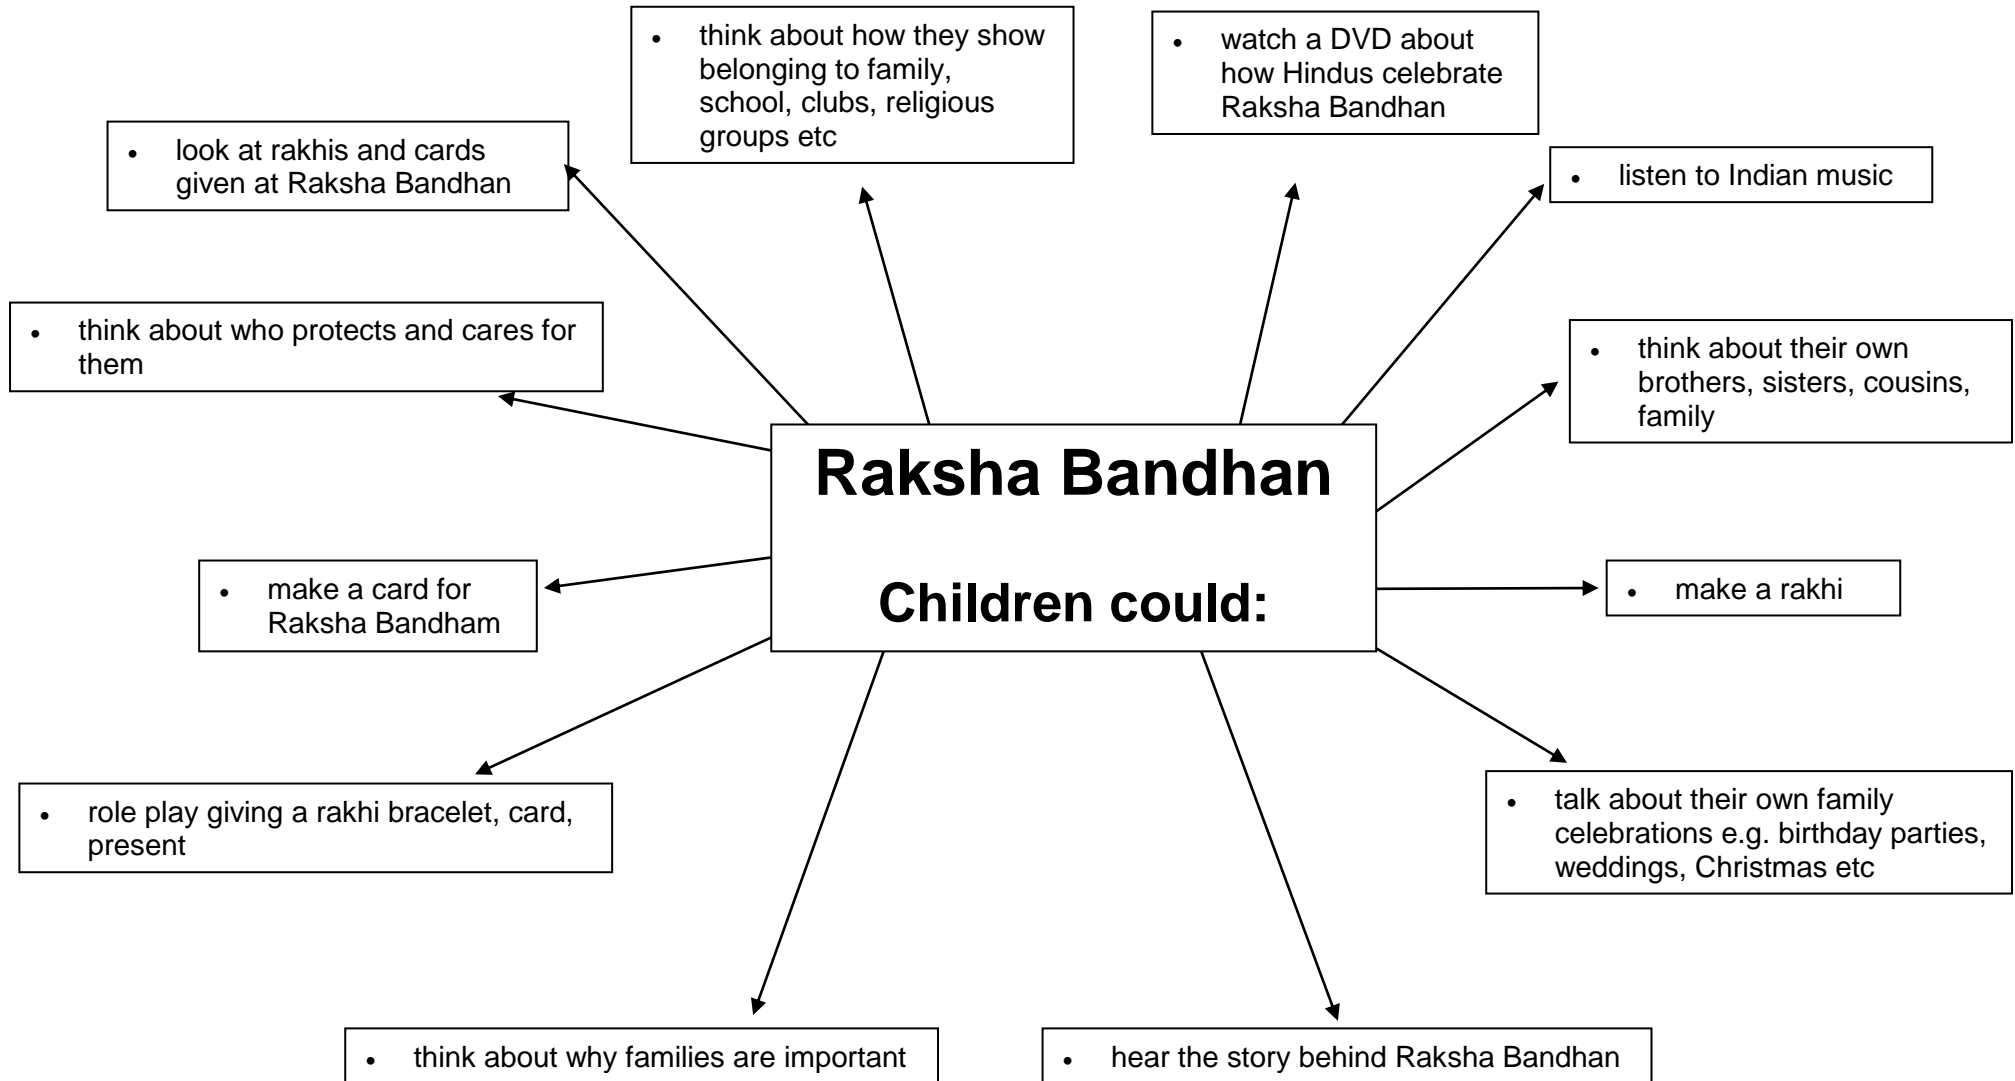 • think about how they show
belonging to family,
school, clubs, religious
groups etc
• watch a DVD about
how Hindus celebrate
Raksha Bandhan
• look at rakhis and cards
given at Raksha Bandhan
• listen to Indian music
• think about who protects and cares for
them
• think about their own
brothers, sisters, cousins,
family
Raksha Bandhan
Children could:
• make a card for
Raksha Bandham
• make a rakhi
• role play giving a rakhi bracelet, card,
present
• talk about their own family
celebrations e.g. birthday parties,
weddings, Christmas etc
• think about why families are important
• hear the story behind Raksha Bandhan